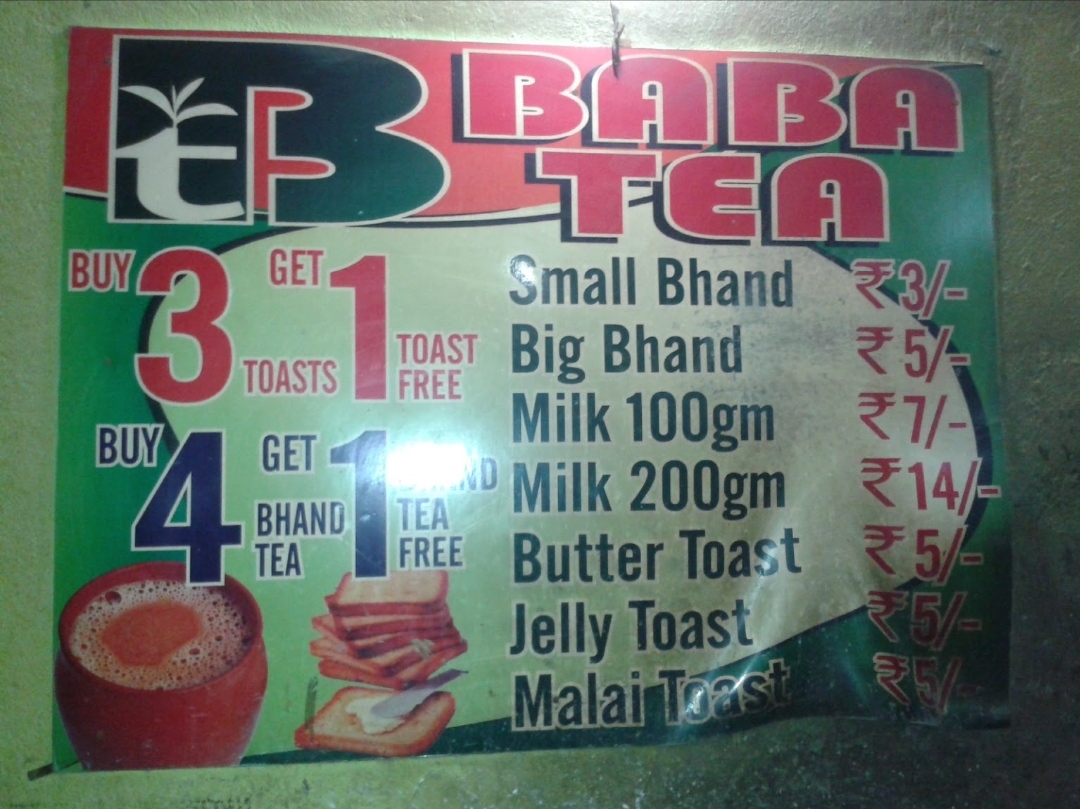 tB
BABA
TEA
BUY 3 TOASTS GET 1 TOAST FREE
BUY 4 BHAND TEA GET 1 BHAND TEA FREE
Small Bhand ₹3/-
Big Bhand ₹5/-
Milk 100gm ₹7/-
Milk 200gm ₹14/-
Butter Toast ₹5/-
Jelly Toast ₹5/-
Malai Toast ₹5/-